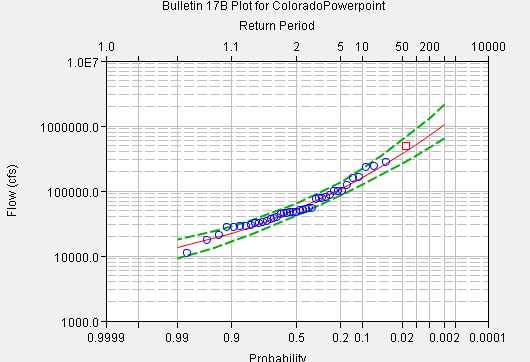 Bulletin 17B Plot for ColoradoPowerpoint
Return Period
1.0 1.1 2 5 10 50 200 10000
1.0E7
1000000.0
100000.0
10000.0
1000.0
Flow (cfs)
0.9999 0.99 0.9 0.5 0.2 0.1 0.02 0.002 0.0001
Probability